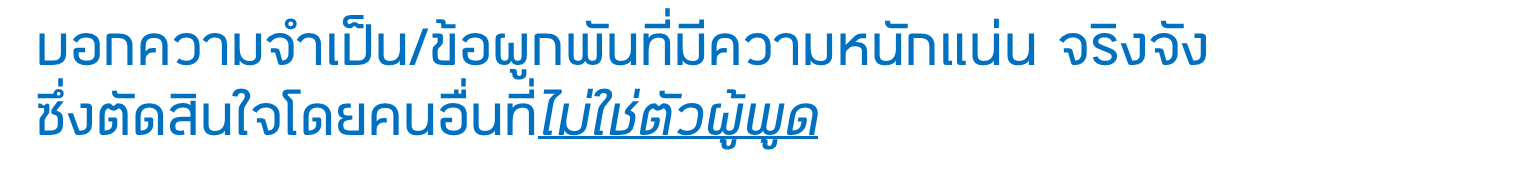 บอกความจำเป็น/ข้อผูกพันที่มีความหนักแน่น จริงจัง
ซึ่งตัดสินใจโดยคนอื่นที่ไม่ใช่ตัวผู้พูด